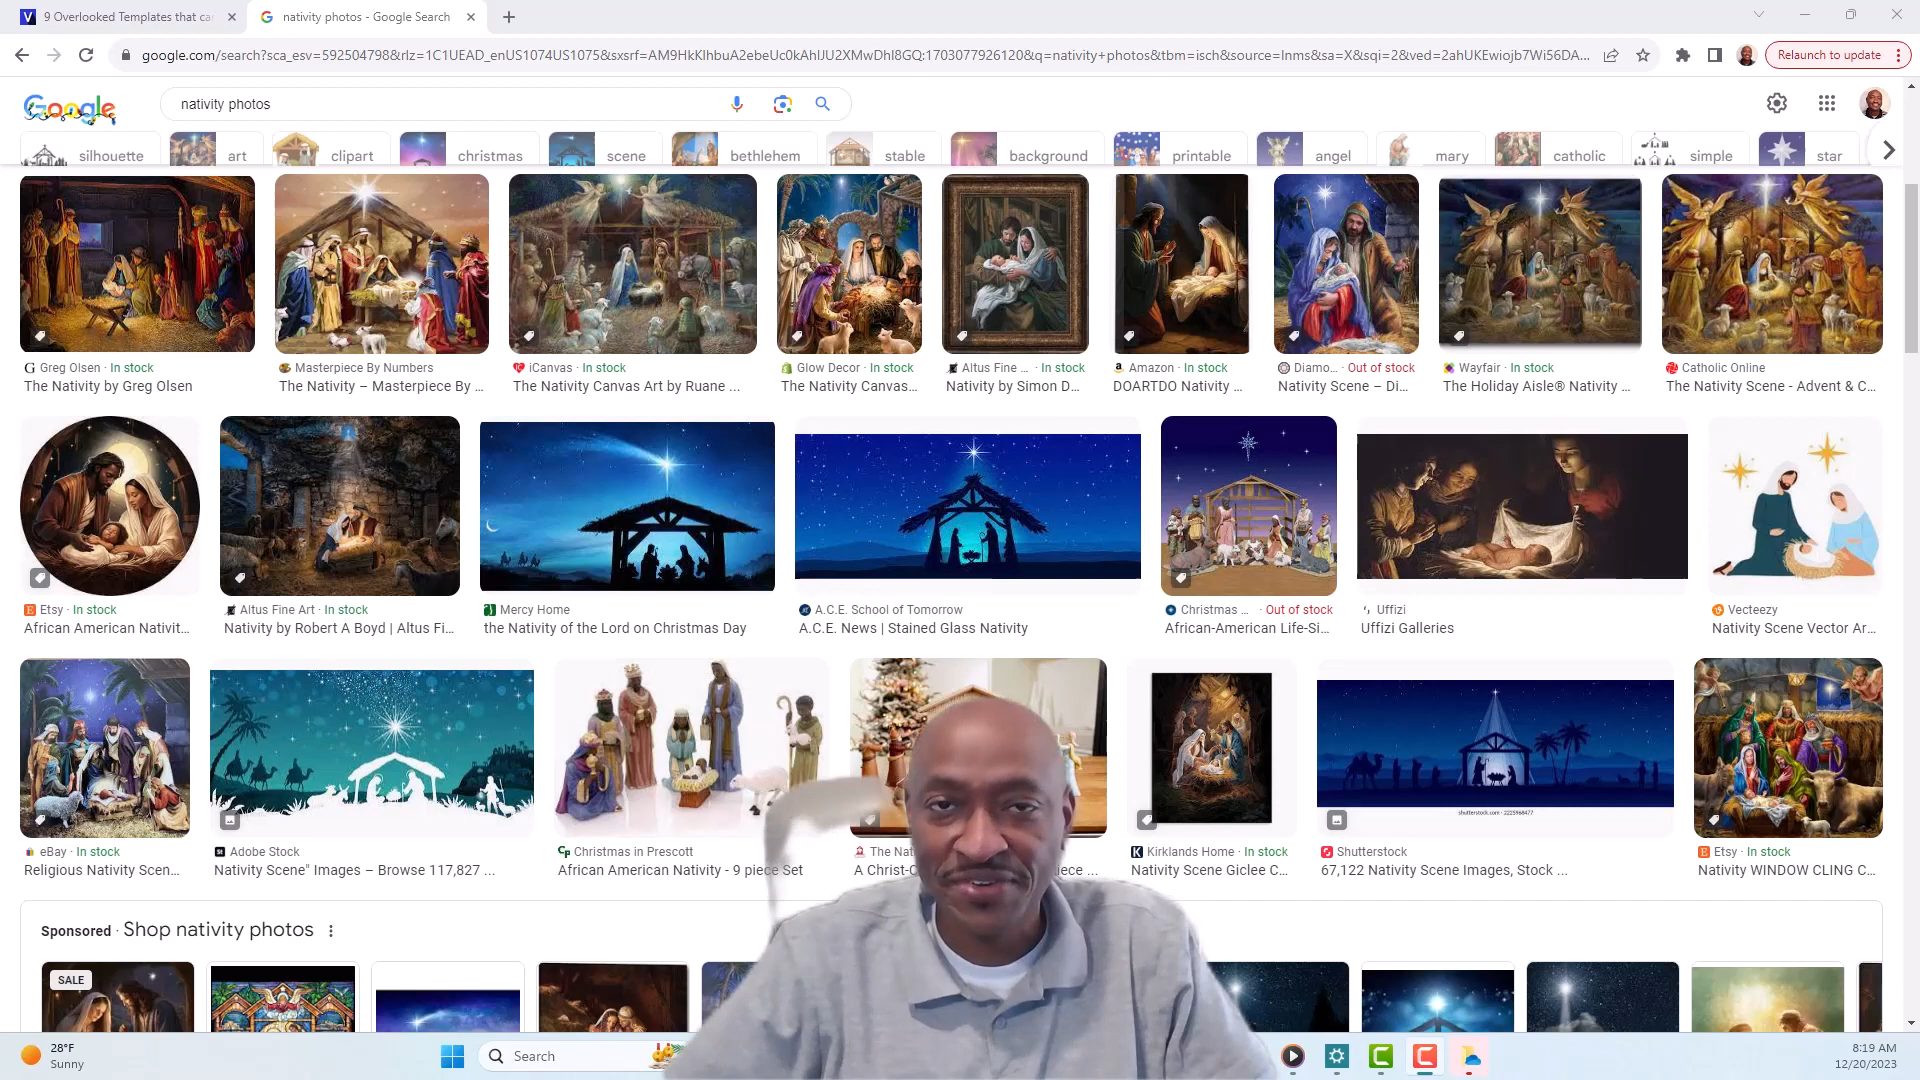 9 Overlooked Templates that ca
nativity photos - Google Search
google.com/search?sca_esv=592504798&rlz=1C1UEAD_enUS1074US1075&sxsrf=AM9HkKlhbuA2ebeUc0kAhlJU2XMwDhI8GQ:1703077926120&q=nativity+photos&tbm=isch&source=lnms&sa=X&sqi=2&ved=2ahUKEwiojb7Wi56DA...
Relaunch to update
Google
nativity photos
silhouette art clipart christmas scene bethlehem stable background printable angel mary catholic simple star
Greg Olsen · In stock
The Nativity by Greg Olsen
Masterpiece By Numbers
The Nativity – Masterpiece By ...
iCanvas · In stock
The Nativity Canvas Art by Ruane ...
Glow Decor · In stock
The Nativity Canvas...
Altus Fine ... · In stock
Nativity by Simon D...
Amazon · In stock
DOARTDO Nativity ...
Diamo... · Out of stock
Nativity Scene – Di...
Wayfair · In stock
The Holiday Aisle® Nativity ...
Catholic Online
The Nativity Scene - Advent & C...
Etsy · In stock
African American Nativit...
Altus Fine Art · In stock
Nativity by Robert A Boyd | Altus Fi...
Mercy Home
the Nativity of the Lord on Christmas Day
A.C.E. School of Tomorrow
A.C.E. News | Stained Glass Nativity
Christmas ... · Out of stock
African-American Life-Si...
Uffizi
Uffizi Galleries
Vecteezy
Nativity Scene Vector Ar...
shutterstock.com · 2225968477
eBay · In stock
Religious Nativity Scen...
Adobe Stock
Nativity Scene" Images – Browse 117,827 ...
Christmas in Prescott
African American Nativity - 9 piece Set
The Nat
A Christ-C
iece ...
Kirklands Home · In stock
Nativity Scene Giclee C...
Shutterstock
67,122 Nativity Scene Images, Stock ...
Etsy · In stock
Nativity WINDOW CLING C...
Sponsored · Shop nativity photos
SALE
28°F
Sunny
Search
8:19 AM
12/20/2023